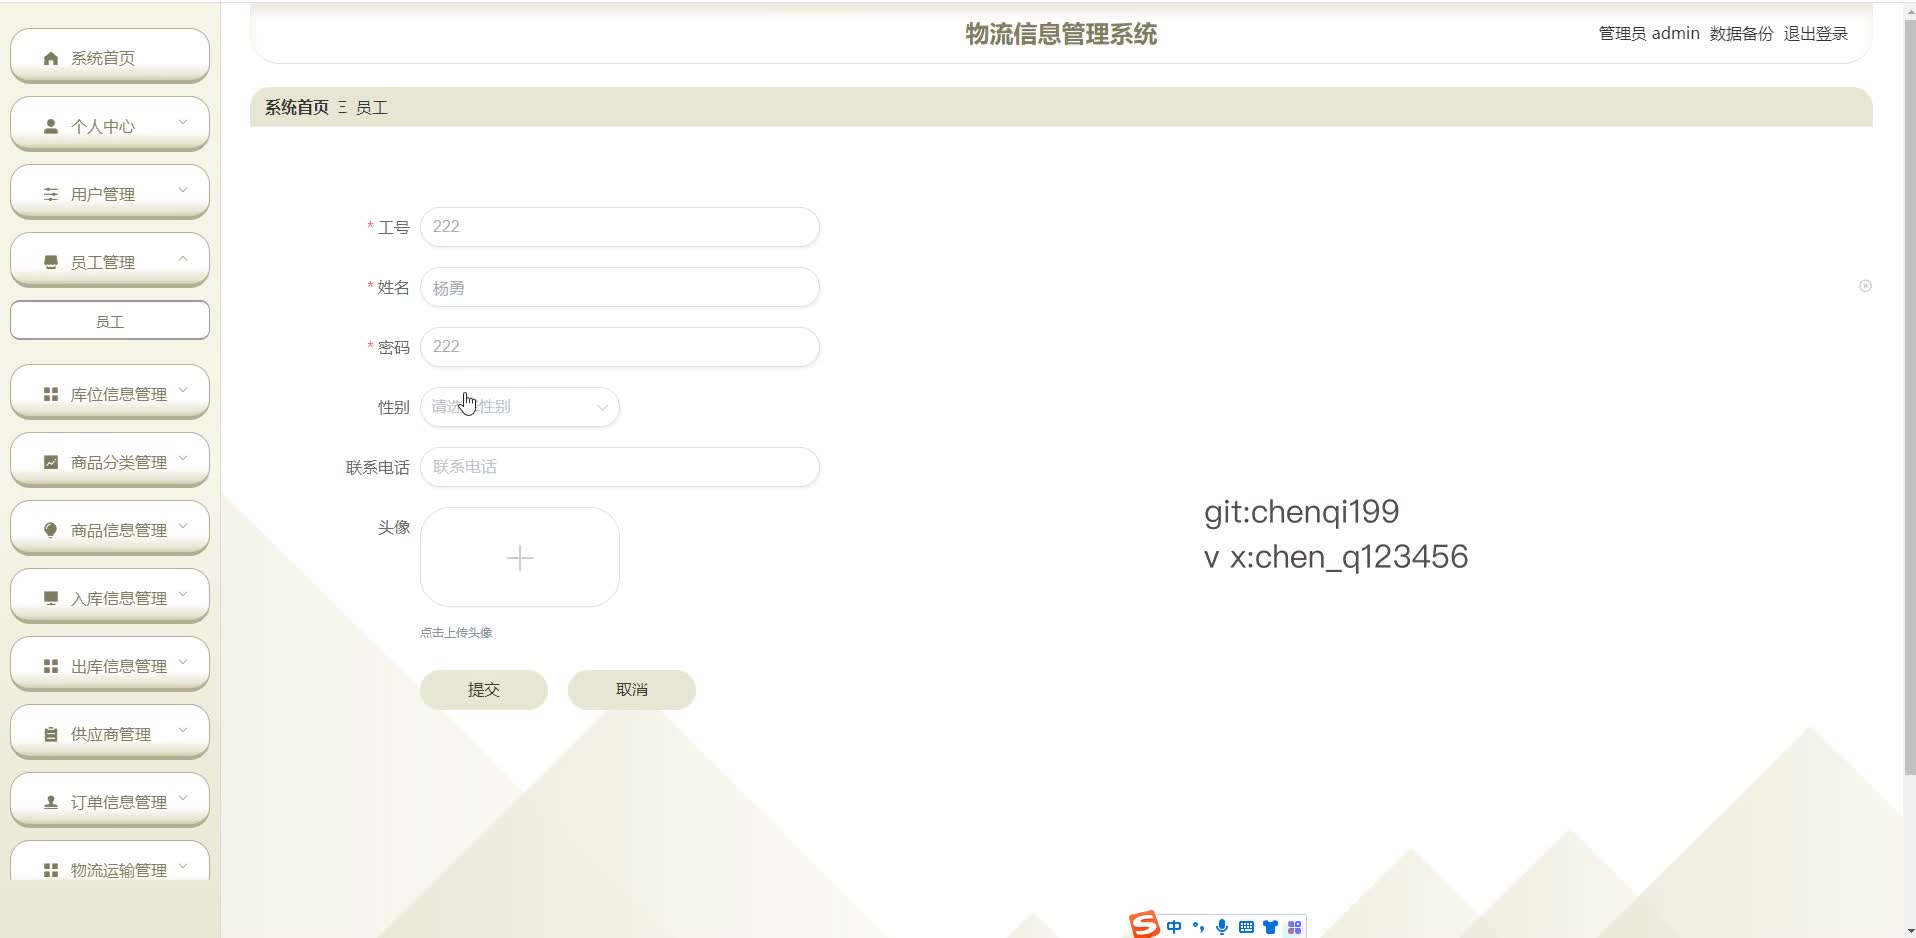 物流信息管理系统
管理员 admin 数据备份 退出登录
系统首页
个人中心
用户管理
员工管理
员工
库位信息管理
商品分类管理
商品信息管理
入库信息管理
出库信息管理
供应商管理
订单信息管理
物流运输管理
系统首页 Ξ 员工
* 工号 222
* 姓名 杨勇
* 密码 222
性别 请选择性别
联系电话 联系电话
头像
点击上传头像
提交 取消
git:chenqi199
v x:chen_q123456
中